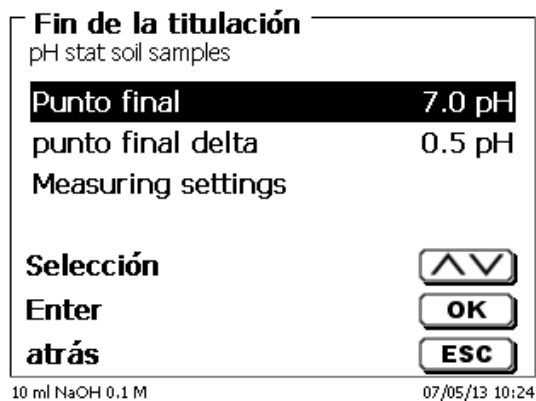 Fin de la titulación
pH stat soil samples
Punto final 7.0 pH
punto final delta 0.5 pH
Measuring settings
Selección
Enter OK
atrás ESC
10 ml NaOH 0.1 M 07/05/13 10:24